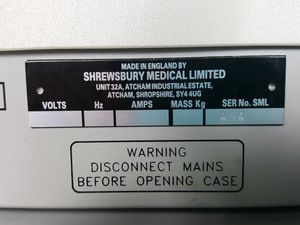 MADE IN ENGLAND BY
SHREWSBURY MEDICAL LIMITED
UNIT 32A, ATCHAM INDUSTRIAL ESTATE,
ATCHAM, SHROPSHIRE, SY4 4UG
VOLTS Hz AMPS MASS Kg SER No. SML
WARNING
DISCONNECT MAINS
BEFORE OPENING CASE